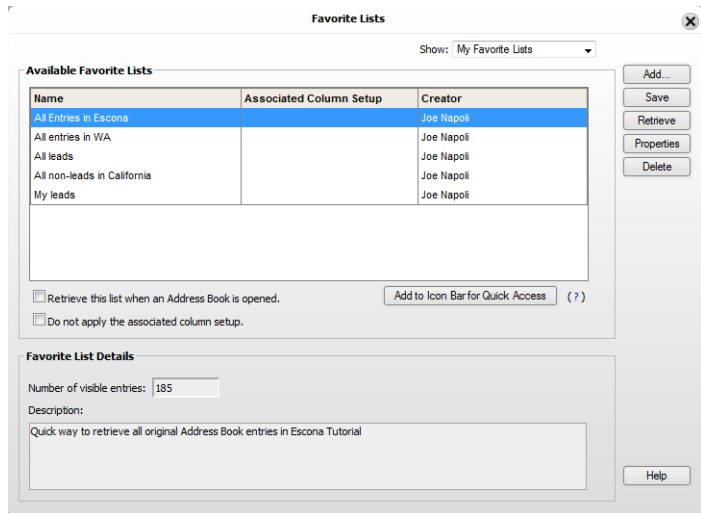 Favorite Lists
Show: My Favorite Lists
Available Favorite Lists
Add...
Name Associated Column Setup Creator
Save
All Entries in Escona Joe Napoli
Retrieve
All entries in WA Joe Napoli
Properties
All leads Joe Napoli
Delete
All non-leads in California Joe Napoli
My leads Joe Napoli
Retrieve this list when an Address Book is opened.
Add to Icon Bar for Quick Access (?)
Do not apply the associated column setup.
Favorite List Details
Number of visible entries: 185
Description:
Quick way to retrieve all original Address Book entries in Escona Tutorial
Help